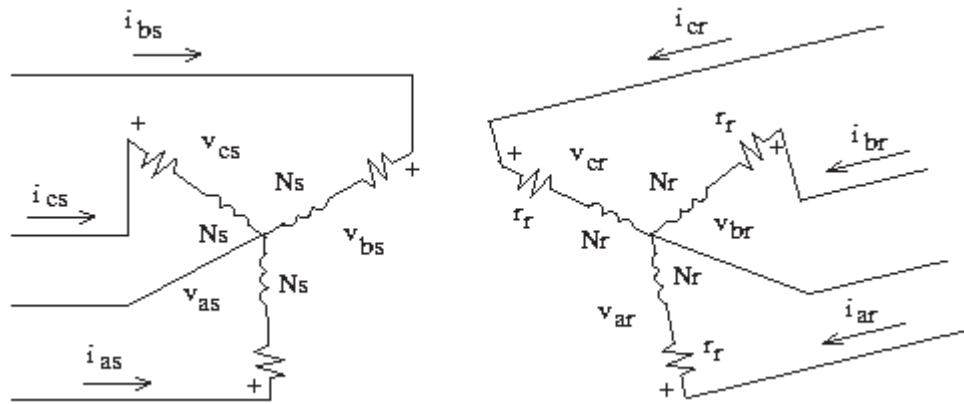 i_bs
i_cr
+
v_cs
N_s
+
r_r
+
i_br
i_cs
N_s
v_bs
+
v_cr
r_r
N_r
N_r
v_br
v_as
N_s
N_r
v_ar
i_ar
i_as
+
r_r
+